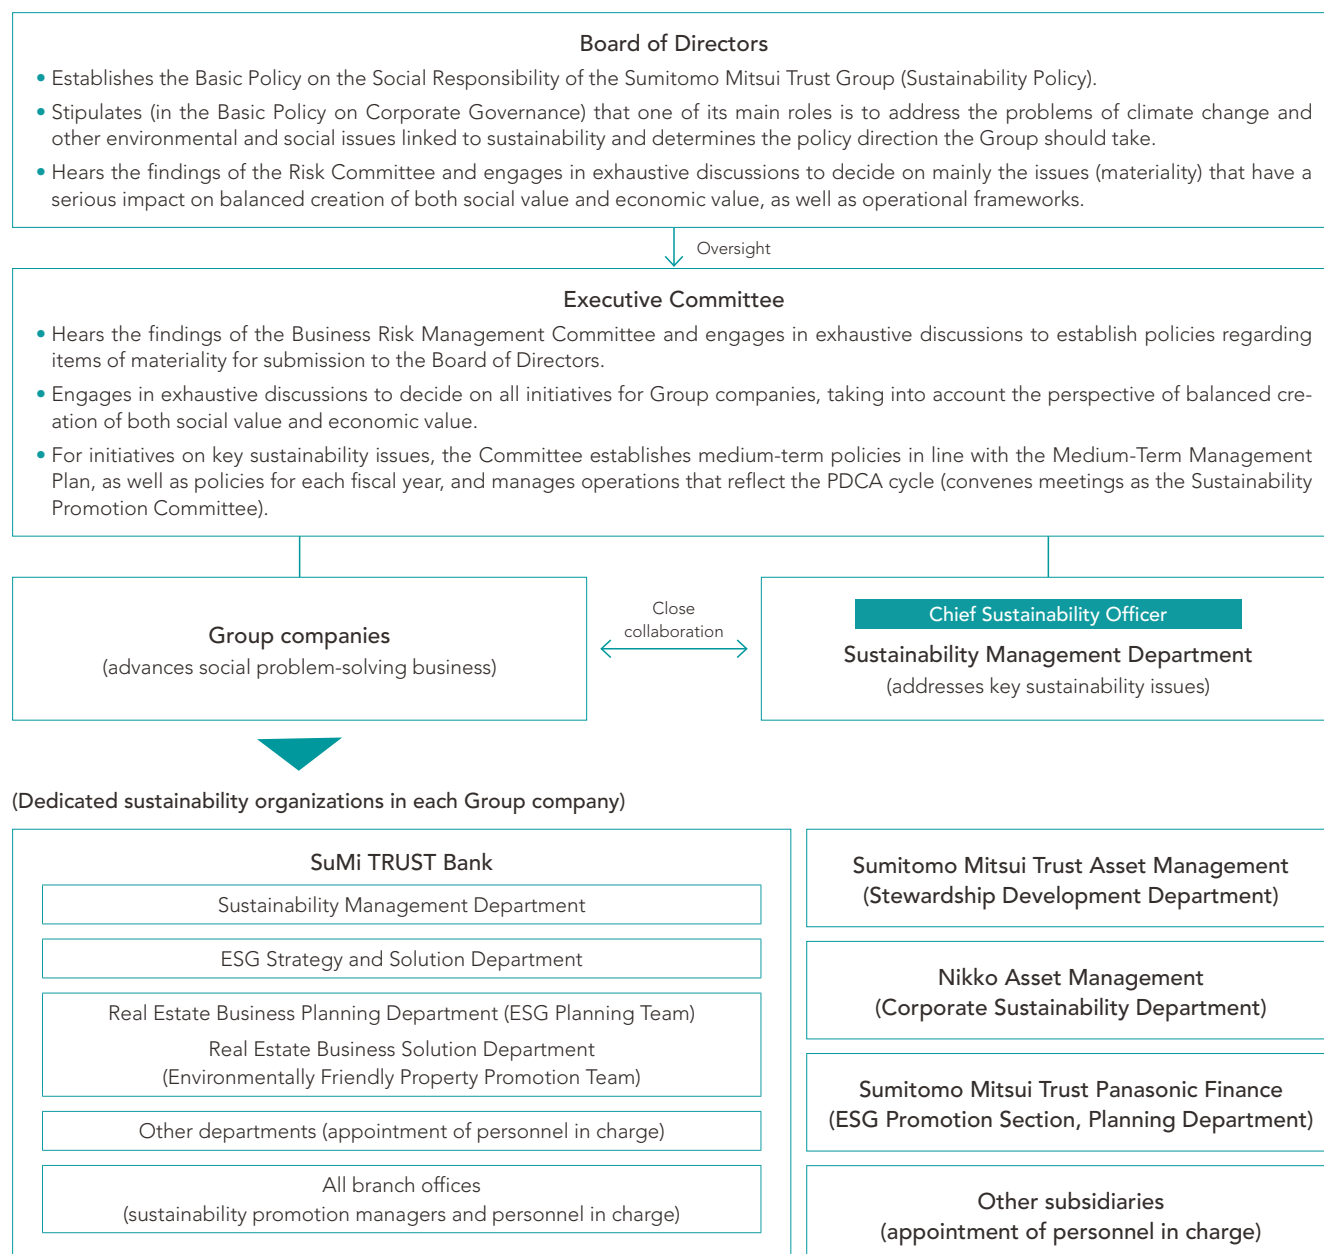 Board of Directors
• Establishes the Basic Policy on the Social Responsibility of the Sumitomo Mitsui Trust Group (Sustainability Policy).
• Stipulates (in the Basic Policy on Corporate Governance) that one of its main roles is to address the problems of climate change and
other environmental and social issues linked to sustainability and determines the policy direction the Group should take.
• Hears the findings of the Risk Committee and engages in exhaustive discussions to decide on mainly the issues (materiality) that have a
serious impact on balanced creation of both social value and economic value, as well as operational frameworks.
Oversight
Executive Committee
• Hears the findings of the Business Risk Management Committee and engages in exhaustive discussions to establish policies regarding
items of materiality for submission to the Board of Directors.
• Engages in exhaustive discussions to decide on all initiatives for Group companies, taking into account the perspective of balanced cre-
ation of both social value and economic value.
• For initiatives on key sustainability issues, the Committee establishes medium-term policies in line with the Medium-Term Management
Plan, as well as policies for each fiscal year, and manages operations that reflect the PDCA cycle (convenes meetings as the Sustainability
Promotion Committee).
Group companies
(advances social problem-solving business)
Close
collaboration
Chief Sustainability Officer
Sustainability Management Department
(addresses key sustainability issues)
(Dedicated sustainability organizations in each Group company)
SuMi TRUST Bank
Sustainability Management Department
ESG Strategy and Solution Department
Real Estate Business Planning Department (ESG Planning Team)
Real Estate Business Solution Department
(Environmentally Friendly Property Promotion Team)
Other departments (appointment of personnel in charge)
All branch offices
(sustainability promotion managers and personnel in charge)
Sumitomo Mitsui Trust Asset Management
(Stewardship Development Department)
Nikko Asset Management
(Corporate Sustainability Department)
Sumitomo Mitsui Trust Panasonic Finance
(ESG Promotion Section, Planning Department)
Other subsidiaries
(appointment of personnel in charge)